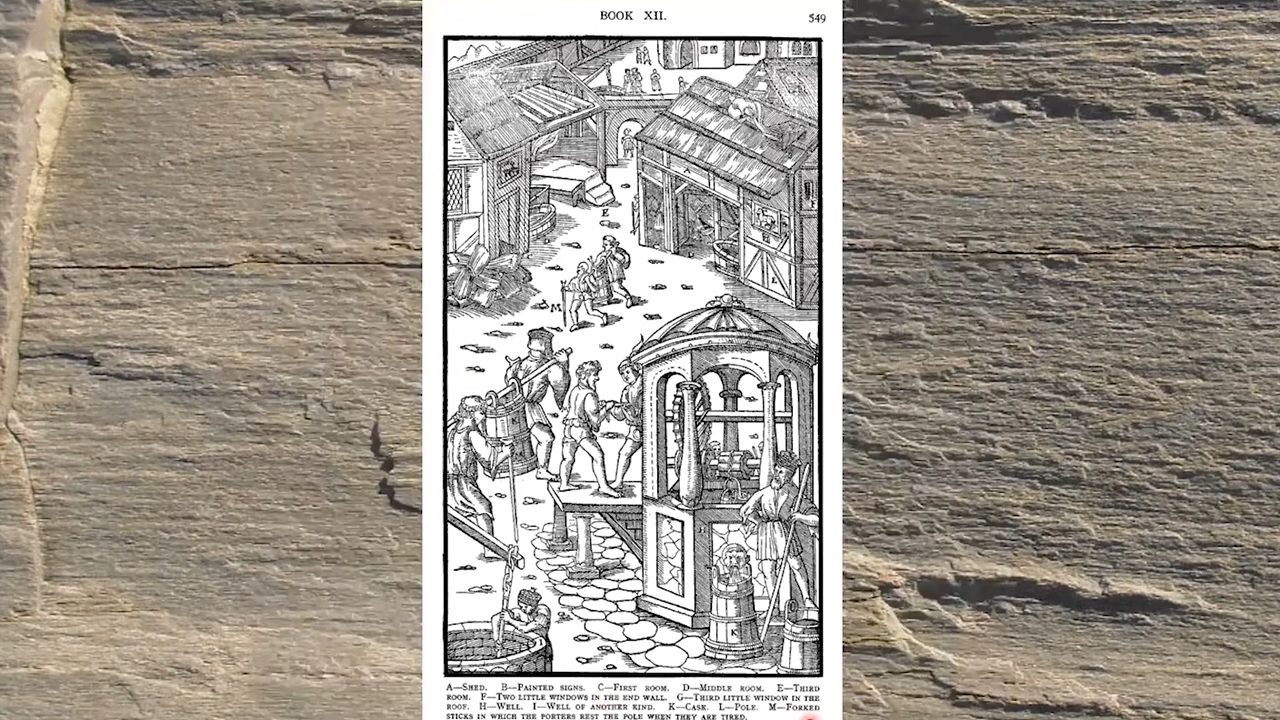 BOOK XII.
549
A
E
E
M
K
A—Shed. B—Painted signs. C—First room. D—Middle room. E—Third
room. F—Two little windows in the end wall. G—Third little window in the
roof. H—Well. I—Well of another kind. K—Cask. L—Pole. M—Forked
sticks in which the porters rest the pole when they are tired.